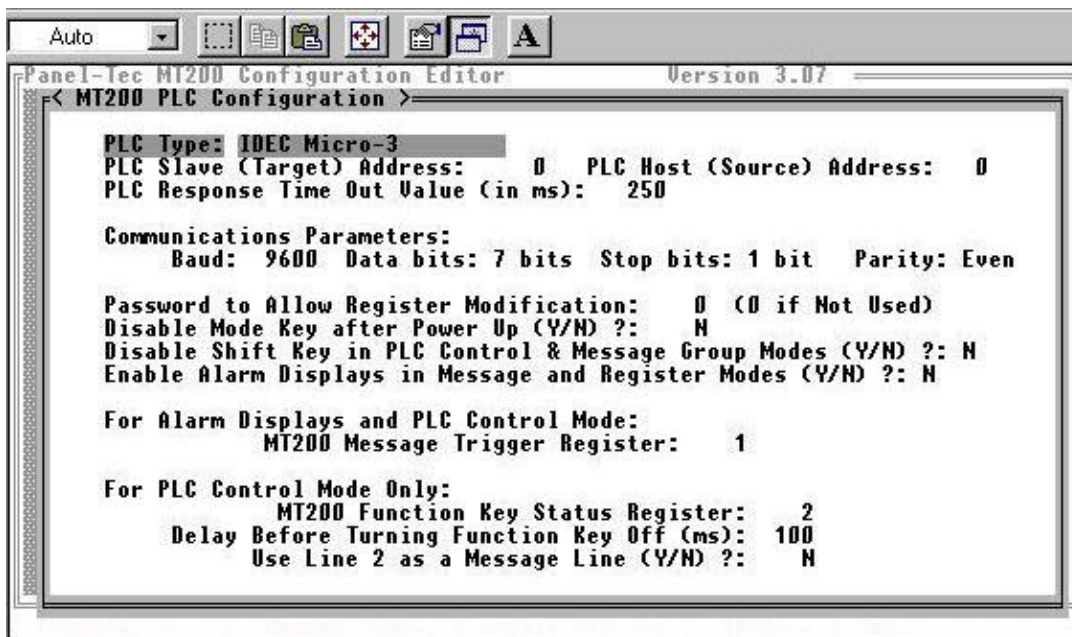 Auto
A
Panel-Tec MT200 Configuration Editor Version 3.07
< MT200 PLC Configuration >
PLC Type: IDEC Micro-3
PLC Slave (Target) Address: 0 PLC Host (Source) Address: 0
PLC Response Time Out Value (in ms): 250
Communications Parameters:
Baud: 9600 Data bits: 7 bits Stop bits: 1 bit Parity: Even
Password to Allow Register Modification: 0 (0 if Not Used)
Disable Mode Key after Power Up (Y/N) ?: N
Disable Shift Key in PLC Control & Message Group Modes (Y/N) ?: N
Enable Alarm Displays in Message and Register Modes (Y/N) ?: N
For Alarm Displays and PLC Control Mode:
MT200 Message Trigger Register: 1
For PLC Control Mode Only:
MT200 Function Key Status Register: 2
Delay Before Turning Function Key Off (ms): 100
Use Line 2 as a Message Line (Y/N) ?: N